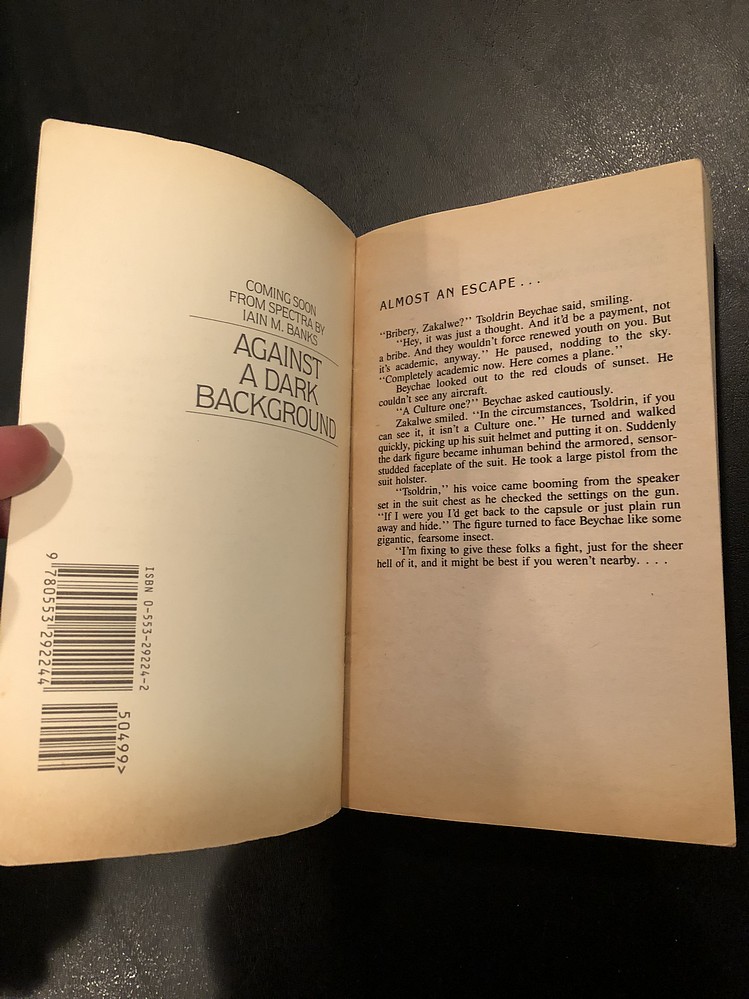 COMING SOON
FROM SPECTRA BY
IAIN M. BANKS
AGAINST
A DARK
BACKGROUND
ISBN 0-553-29224-2
9 780553 292244
50499>
ALMOST AN ESCAPE . . .
“Bribery, Zakalwe?” Tsoldrin Beychae said, smiling.
“Hey, it was just a thought. And it’d be a payment, not
a bribe. And they wouldn’t force renewed youth on you. But
it’s academic, anyway.” He paused, nodding to the sky.
“Completely academic now. Here comes a plane.”
Beychae looked out to the red clouds of sunset. He
couldn’t see any aircraft.
“A Culture one?” Beychae asked cautiously.
Zakalwe smiled. “In the circumstances, Tsoldrin, if you
can see it, it isn’t a Culture one.” He turned and walked
quickly, picking up his suit helmet and putting it on. Suddenly
the dark figure became inhuman behind the armored, sensor-
studded faceplate of the suit. He took a large pistol from the
suit holster.
“Tsoldrin,” his voice came booming from the speaker
set in the suit chest as he checked the settings on the gun.
“If I were you I’d get back to the capsule or just plain run
away and hide.” The figure turned to face Beychae like some
gigantic, fearsome insect.
“I’m fixing to give these folks a fight, just for the sheer
hell of it, and it might be best if you weren’t nearby. . . .